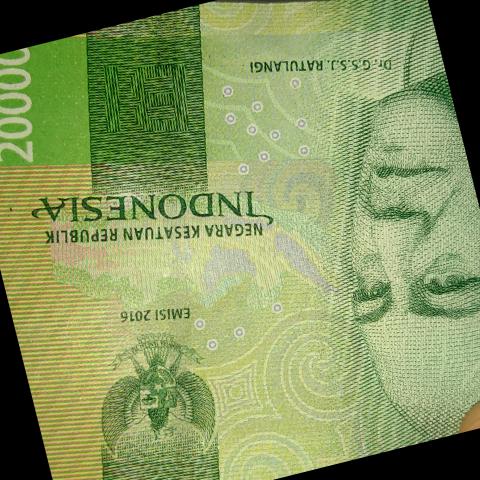 EMISI 2016
NEGARA KESATUAN REPUBLIK
INDONESIA
Dr. G.S.S.J. RATULANGI
20000